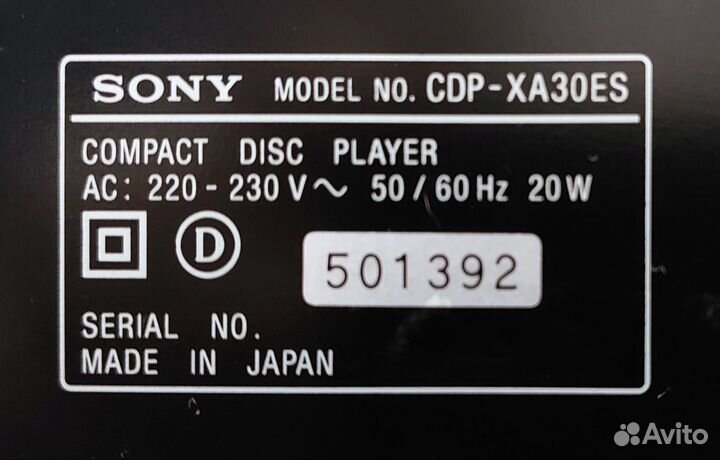 SONY MODEL NO. CDP-XA30ES
COMPACT DISC PLAYER
AC: 220 - 230 V ~ 50 / 60 Hz 20 W
D
501392
SERIAL NO.
MADE IN JAPAN
Avito